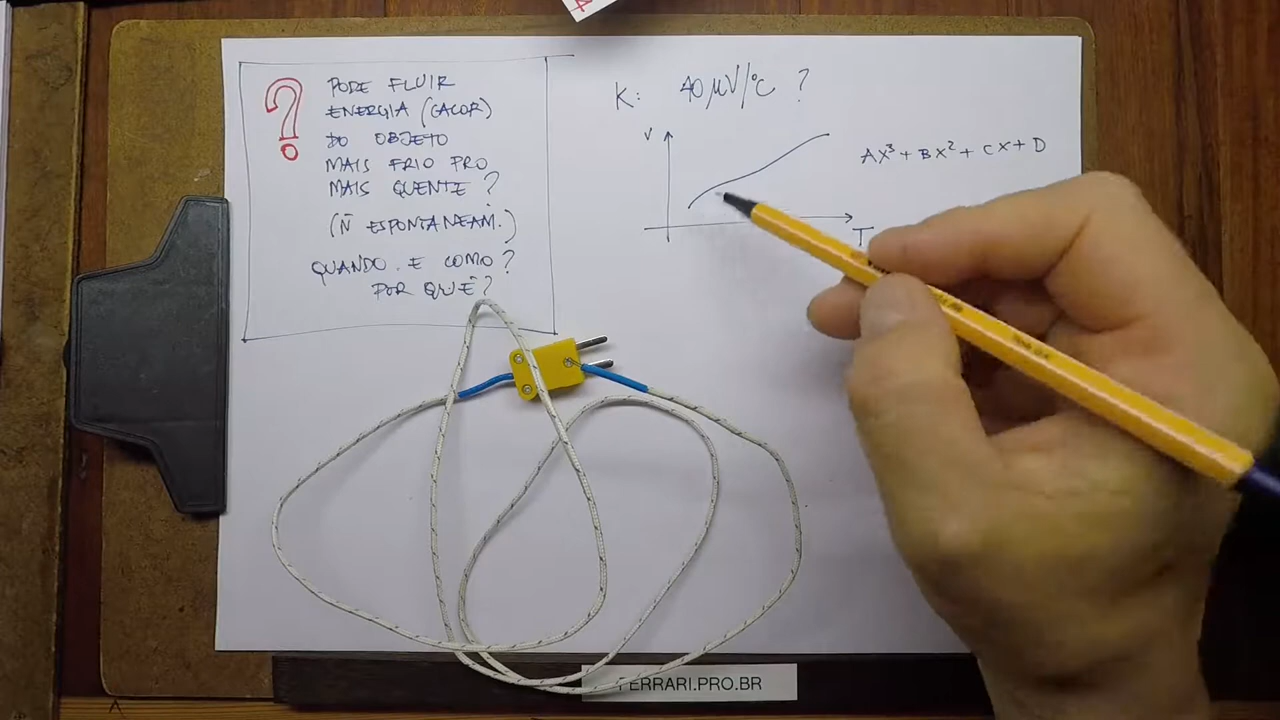 ?
PODE FLUIR
ENERGIA (CALOR)
DO OBJETO
MAIS FRIO PRO
MAIS QUENTE?
(Ñ ESPONTANEAM.)
QUANDO E COMO?
POR QUÊ?
K: 40 μV/°C ?
V
AX³ + BX² + CX + D
T
FERRARI.PRO.BR